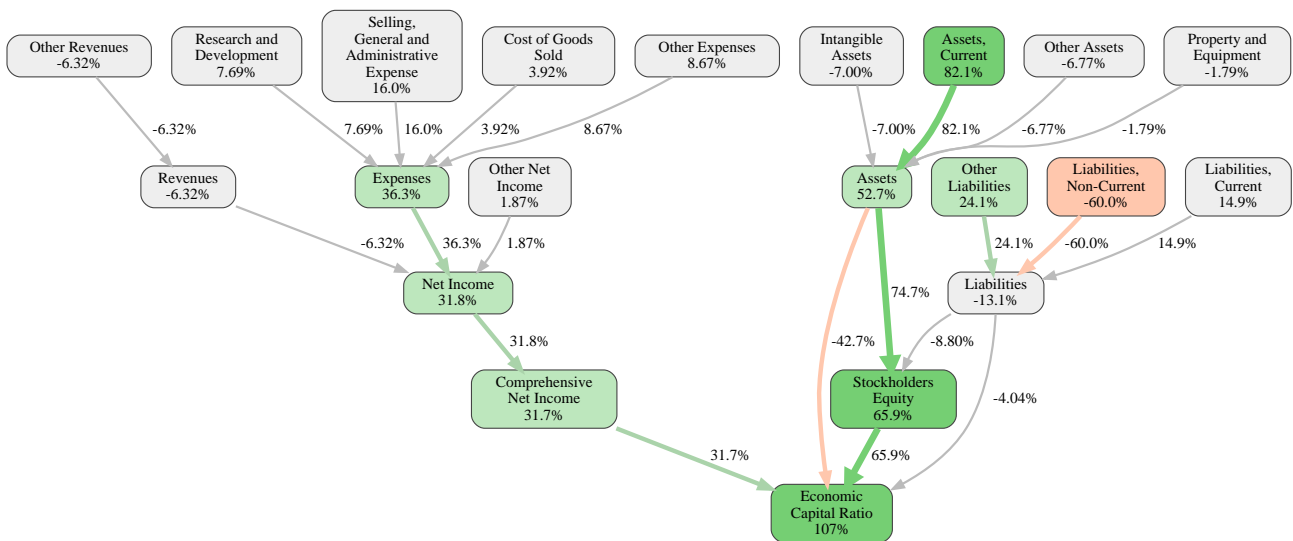 Other Revenues
-6.32%
Research and
Development
7.69%
Selling,
General and
Administrative
Expense
16.0%
Cost of Goods
Sold
3.92%
Other Expenses
8.67%
Intangible
Assets
-7.00%
Assets,
Current
82.1%
Other Assets
-6.77%
Property and
Equipment
-1.79%
-6.32%
7.69%
16.0%
3.92%
8.67%
-7.00%
82.1%
-6.77%
-1.79%
Revenues
-6.32%
Expenses
36.3%
Other Net
Income
1.87%
Assets
52.7%
Other
Liabilities
24.1%
Liabilities,
Non-Current
-60.0%
Liabilities,
Current
14.9%
-6.32%
36.3%
1.87%
24.1%
-60.0%
14.9%
Net Income
31.8%
74.7%
Liabilities
-13.1%
31.8%
-42.7%
-8.80%
Comprehensive
Net Income
31.7%
Stockholders
Equity
65.9%
-4.04%
31.7%
65.9%
Economic
Capital Ratio
107%